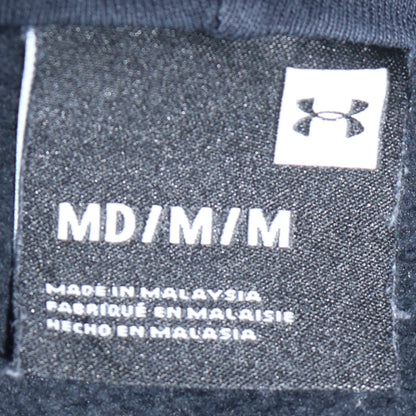 MD/M/M
MADE IN MALAYSIA
FABRIQUÉ EN MALAISIE
HECHO EN MALASIA